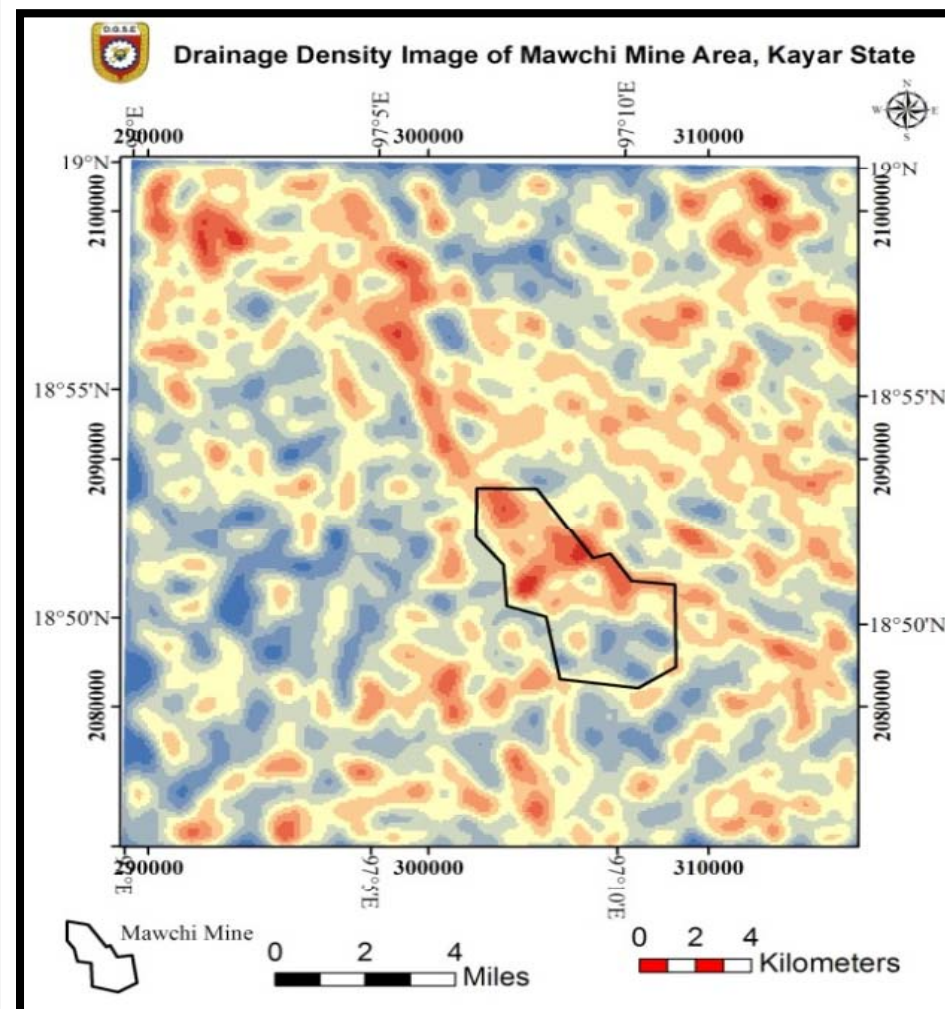 D.G.S.E
Drainage Density Image of Mawchi Mine Area, Kayar State
N
W E
S
°E 97°5'E 97°10'E
290000 300000 310000
19°N 19°N
2100000 2100000
18°55'N 18°55'N
2090000 2090000
18°50'N 18°50'N
2080000 2080000
290000 300000 310000
°E 97°5'E 97°10'E
Mawchi Mine
0 2 4
Miles
0 2 4
Kilometers